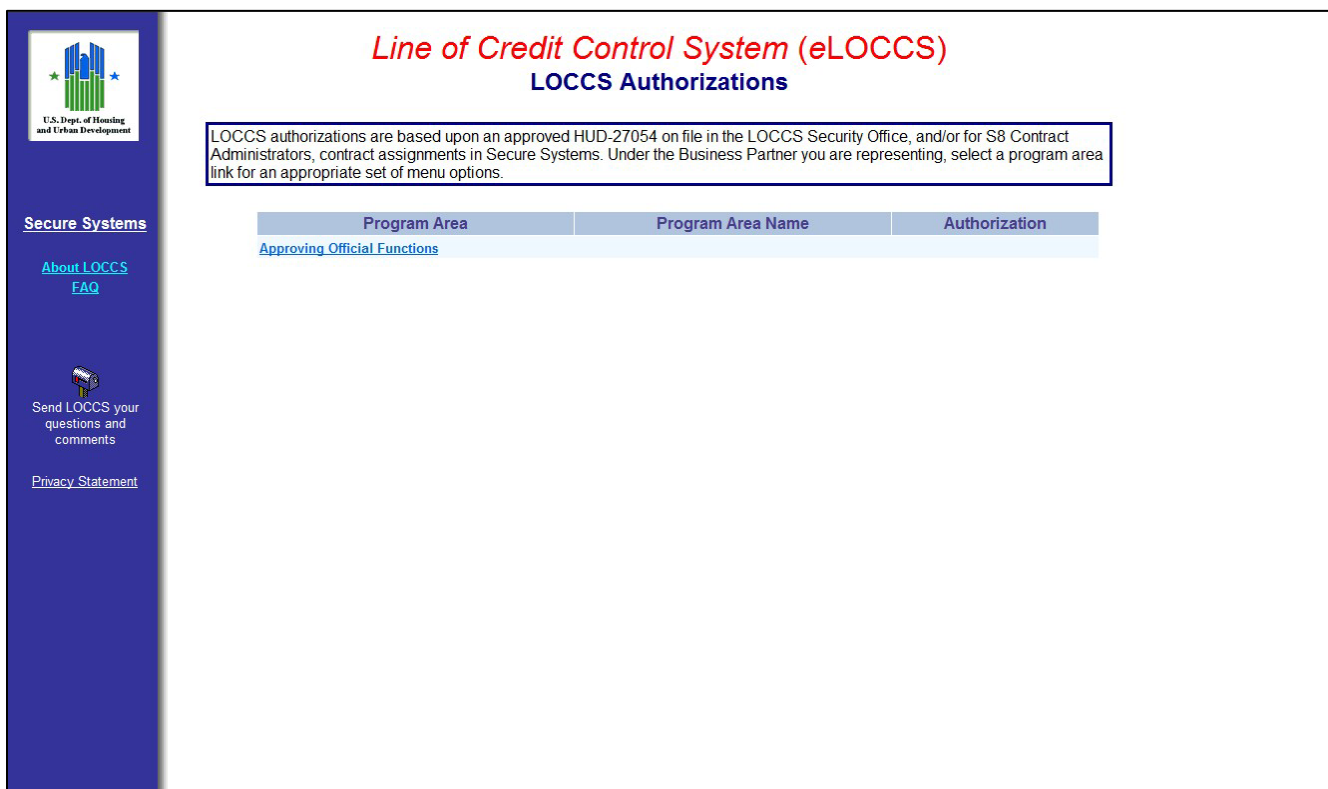 U.S. Dept. of Housing
and Urban Development
Secure Systems
About LOCCS
FAQ
Send LOCCS your
questions and
comments
Privacy Statement
Line of Credit Control System (eLOCCS)
LOCCS Authorizations
LOCCS authorizations are based upon an approved HUD-27054 on file in the LOCCS Security Office, and/or for S8 Contract
Administrators, contract assignments in Secure Systems. Under the Business Partner you are representing, select a program area
link for an appropriate set of menu options.
Program Area Program Area Name Authorization
Approving Official Functions